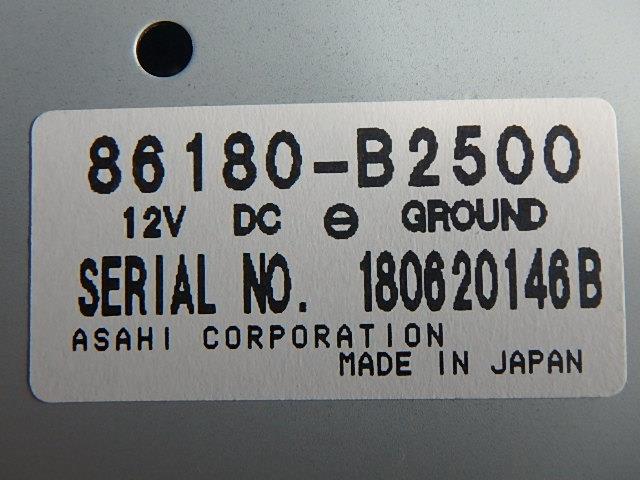 86180-B2500
12V DC ⊖ GROUND
SERIAL NO. 180620146B
ASAHI CORPORATION
MADE IN JAPAN